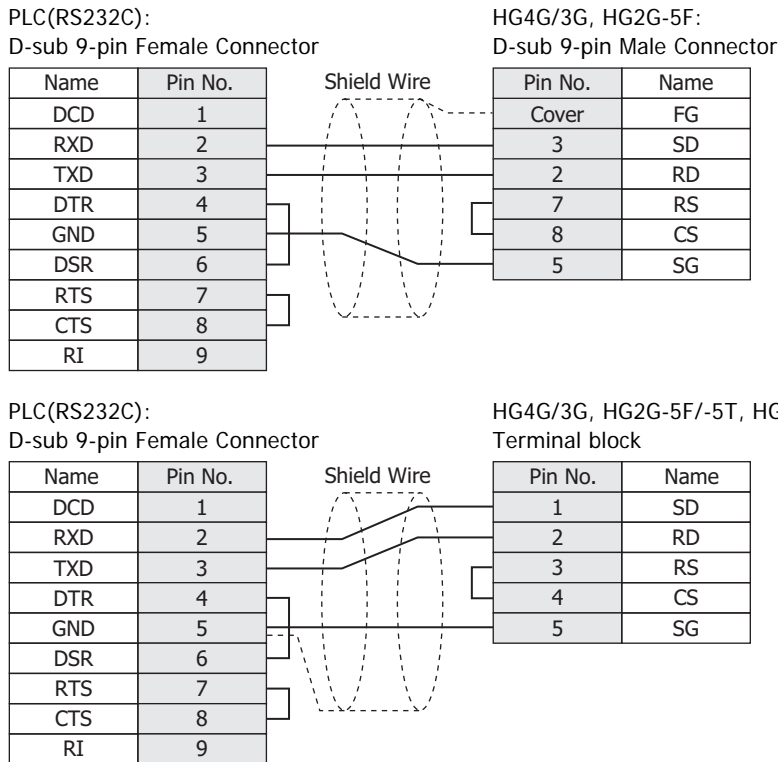 PLC(RS232C):
D-sub 9-pin Female Connector
HG4G/3G, HG2G-5F:
D-sub 9-pin Male Connector
Name Pin No. Shield Wire Pin No. Name
DCD 1 Cover FG
RXD 2 3 SD
TXD 3 2 RD
DTR 4 7 RS
GND 5 8 CS
DSR 6 5 SG
RTS 7
CTS 8
RI 9
PLC(RS232C):
D-sub 9-pin Female Connector
HG4G/3G, HG2G-5F/-5T, HG
Terminal block
Name Pin No. Shield Wire Pin No. Name
DCD 1 1 SD
RXD 2 2 RD
TXD 3 3 RS
DTR 4 4 CS
GND 5 5 SG
DSR 6
RTS 7
CTS 8
RI 9